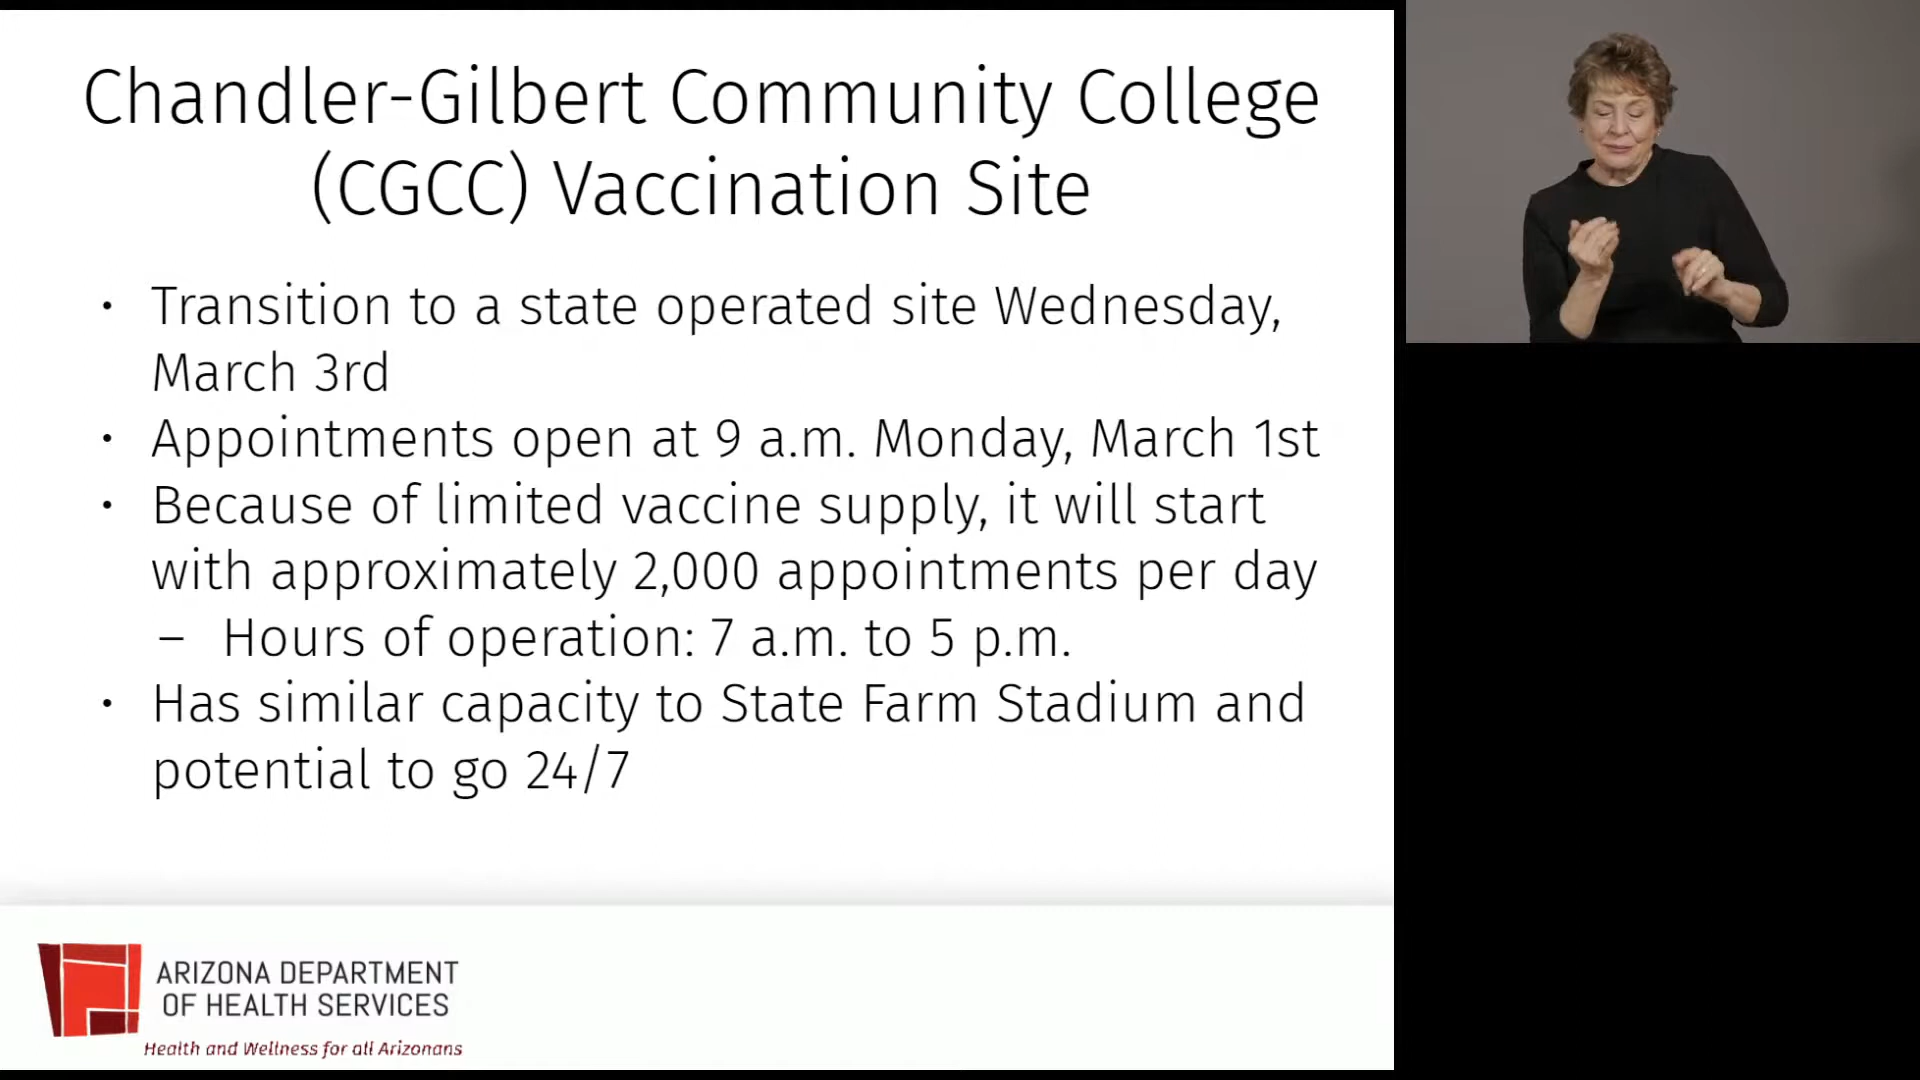 Chandler-Gilbert Community College
(CGCC) Vaccination Site
• Transition to a state operated site Wednesday,
March 3rd
• Appointments open at 9 a.m. Monday, March 1st
• Because of limited vaccine supply, it will start
with approximately 2,000 appointments per day
– Hours of operation: 7 a.m. to 5 p.m.
• Has similar capacity to State Farm Stadium and
potential to go 24/7
ARIZONA DEPARTMENT
OF HEALTH SERVICES
Health and Wellness for all Arizonans